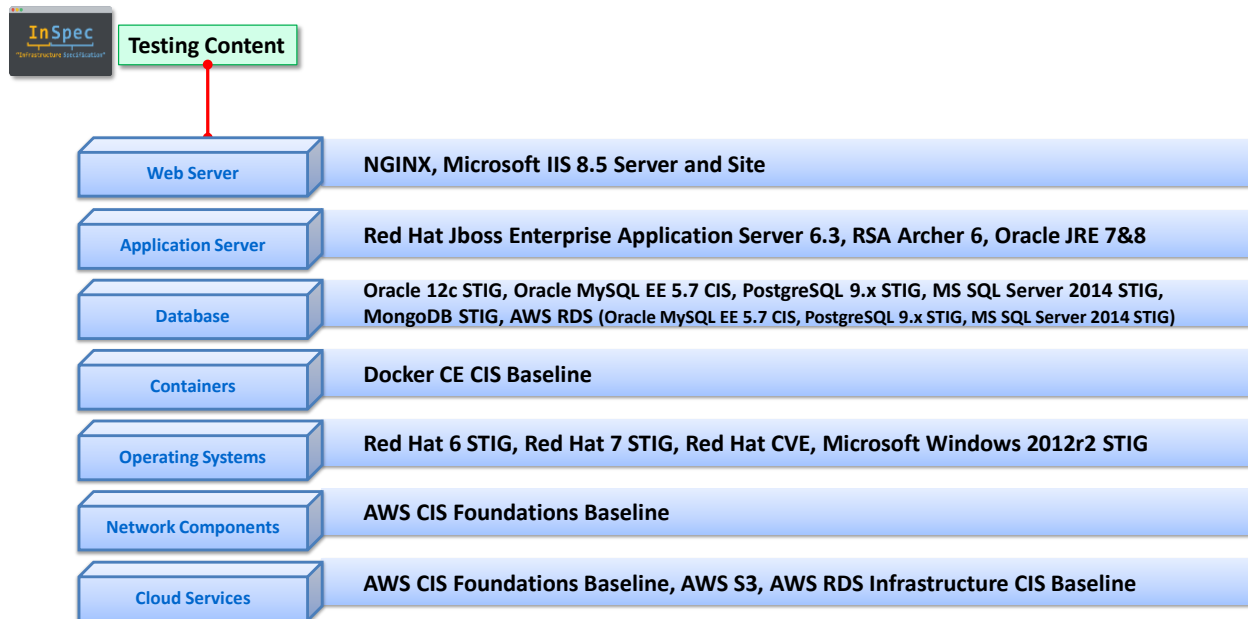 InSpec
"Infrastructure Specification"
Testing Content
Web Server
NGINX, Microsoft IIS 8.5 Server and Site
Application Server
Red Hat Jboss Enterprise Application Server 6.3, RSA Archer 6, Oracle JRE 7&8
Database
Oracle 12c STIG, Oracle MySQL EE 5.7 CIS, PostgreSQL 9.x STIG, MS SQL Server 2014 STIG,
MongoDB STIG, AWS RDS (Oracle MySQL EE 5.7 CIS, PostgreSQL 9.x STIG, MS SQL Server 2014 STIG)
Containers
Docker CE CIS Baseline
Operating Systems
Red Hat 6 STIG, Red Hat 7 STIG, Red Hat CVE, Microsoft Windows 2012r2 STIG
Network Components
AWS CIS Foundations Baseline
Cloud Services
AWS CIS Foundations Baseline, AWS S3, AWS RDS Infrastructure CIS Baseline